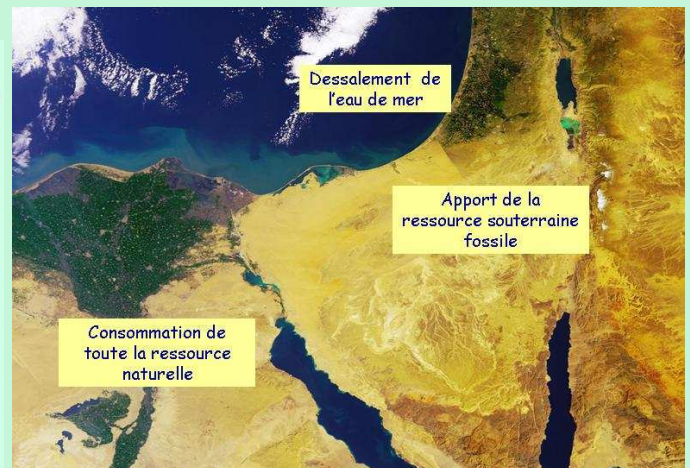 Dessalement de
l'eau de mer
Apport de la
ressource souterraine
fossile
Consommation de
toute la ressource
naturelle